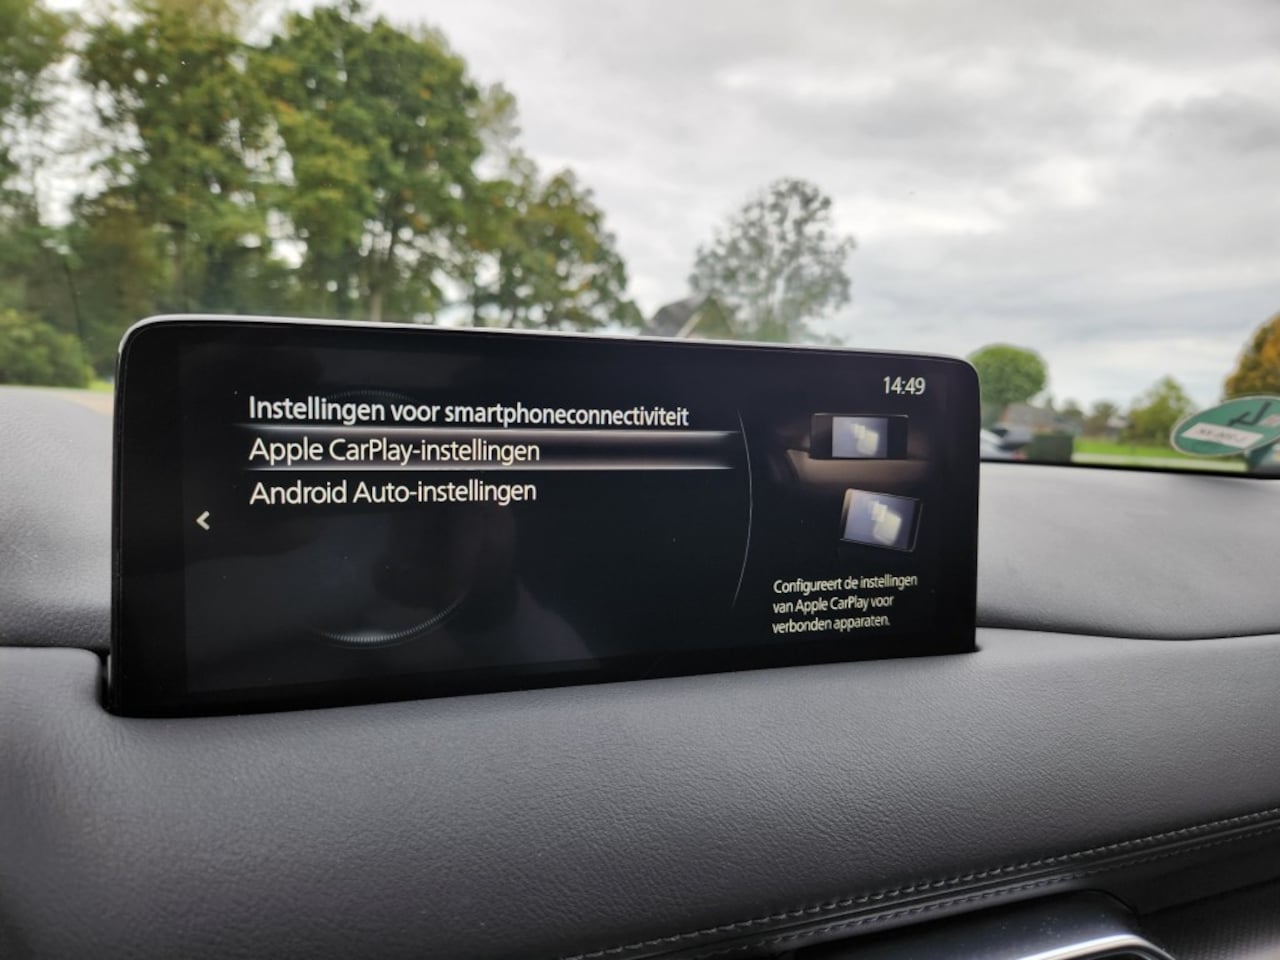 14:49
Instellingen voor smartphoneconnectiviteit
Apple CarPlay-instellingen
Android Auto-instellingen
Configureert de instellingen
van Apple CarPlay voor
verbonden apparaten.